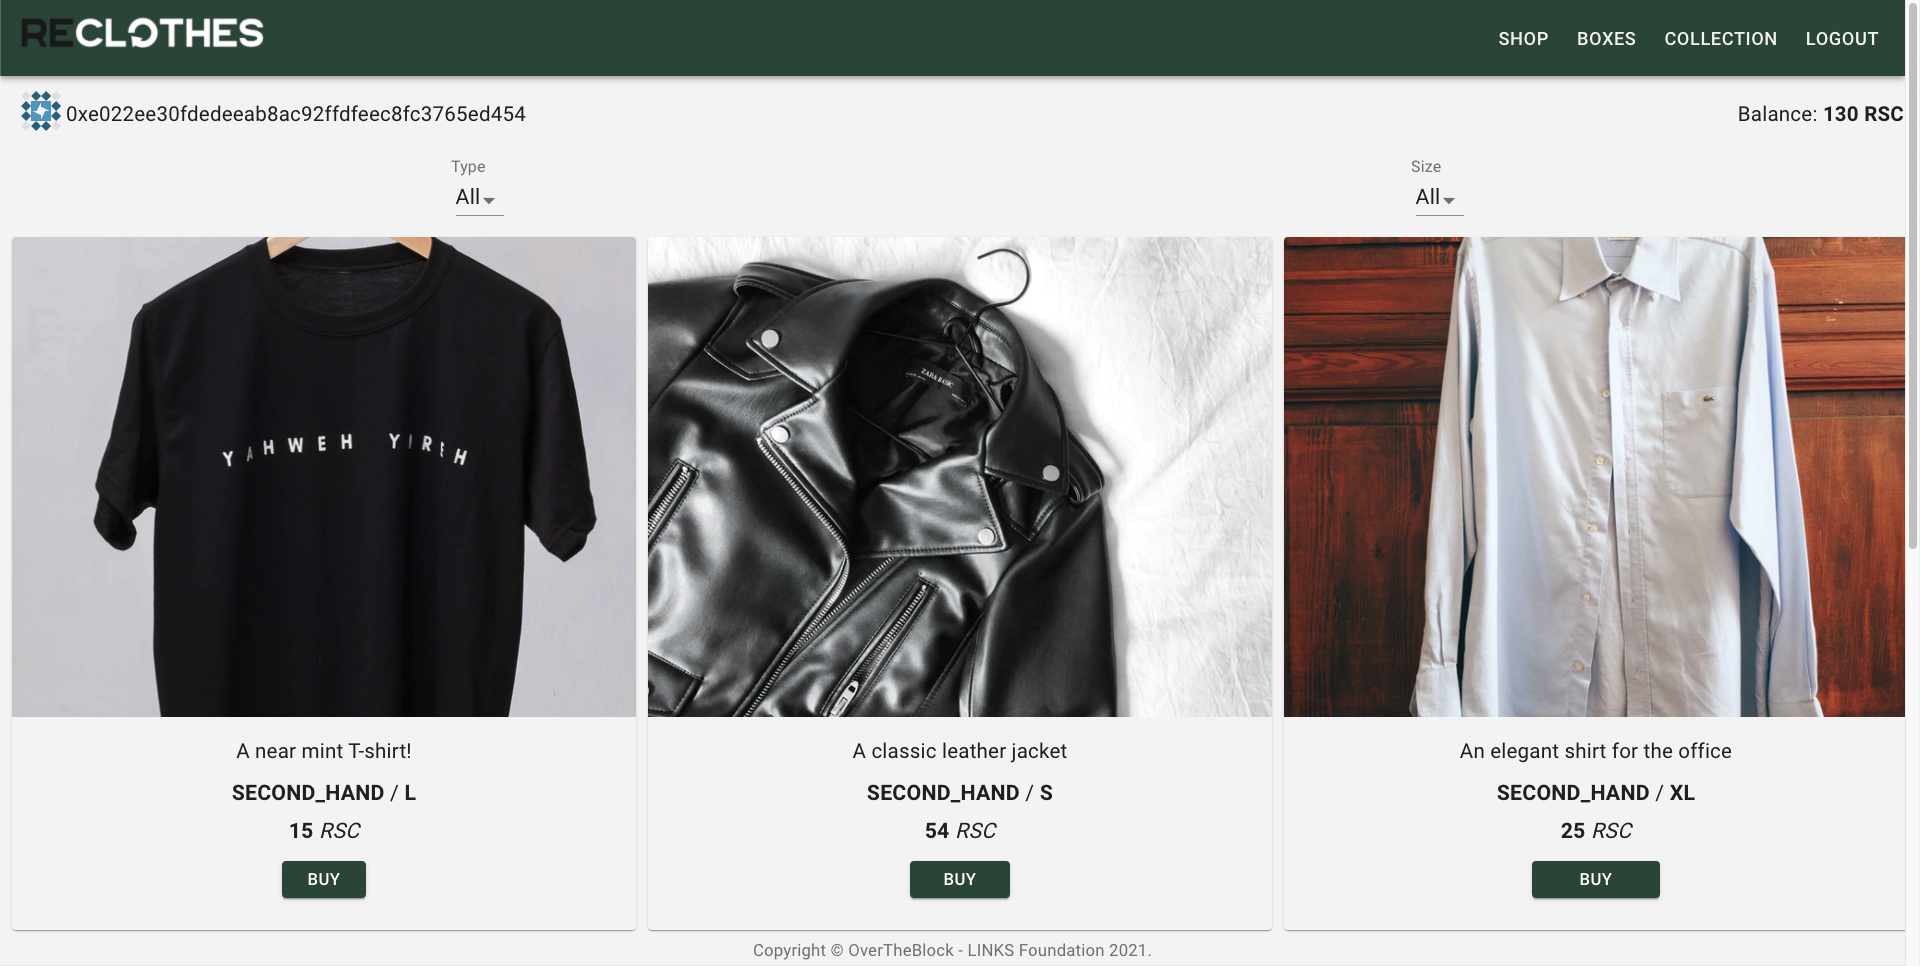 RECLOTHES
SHOP BOXES COLLECTION LOGOUT
0xe022ee30fdedeeab8ac92ffdfeec8fc3765ed454
Balance: 130 RSC
Type
All
Size
All
YAHWEH YIREH
ZARA BASIC
A near mint T-shirt!
SECOND_HAND / L
15 RSC
BUY
A classic leather jacket
SECOND_HAND / S
54 RSC
BUY
An elegant shirt for the office
SECOND_HAND / XL
25 RSC
BUY
Copyright © OverTheBlock - LINKS Foundation 2021.